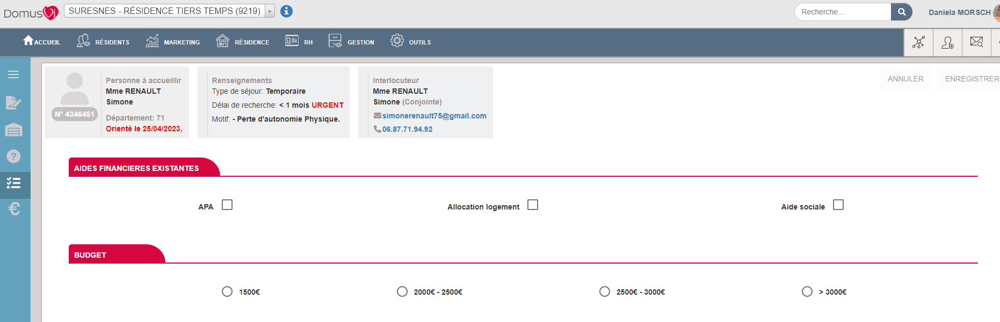 DomusVi
SURESNES - RÉSIDENCE TIERS TEMPS (9219)
Recherche...
Daniela MORSCH
ACCUEIL
RÉSIDENTS
MARKETING
RÉSIDENCE
RH
GESTION
OUTILS
Personne à accueillir
Mme RENAULT
Simone
N° 4346451
Département: 71
Orienté le 25/04/2023,
Renseignements
Type de séjour: Temporaire
Délai de recherche: < 1 mois URGENT
Motif: - Perte d'autonomie Physique.
Interlocuteur
Mme RENAULT
Simone (Conjointe)
simonerenault75@gmail.com
06.87.71.94.92
ANNULER
ENREGISTRER
AIDES FINANCIERES EXISTANTES
APA
Allocation logement
Aide sociale
BUDGET
1500€
2000€ - 2500€
2500€ - 3000€
> 3000€